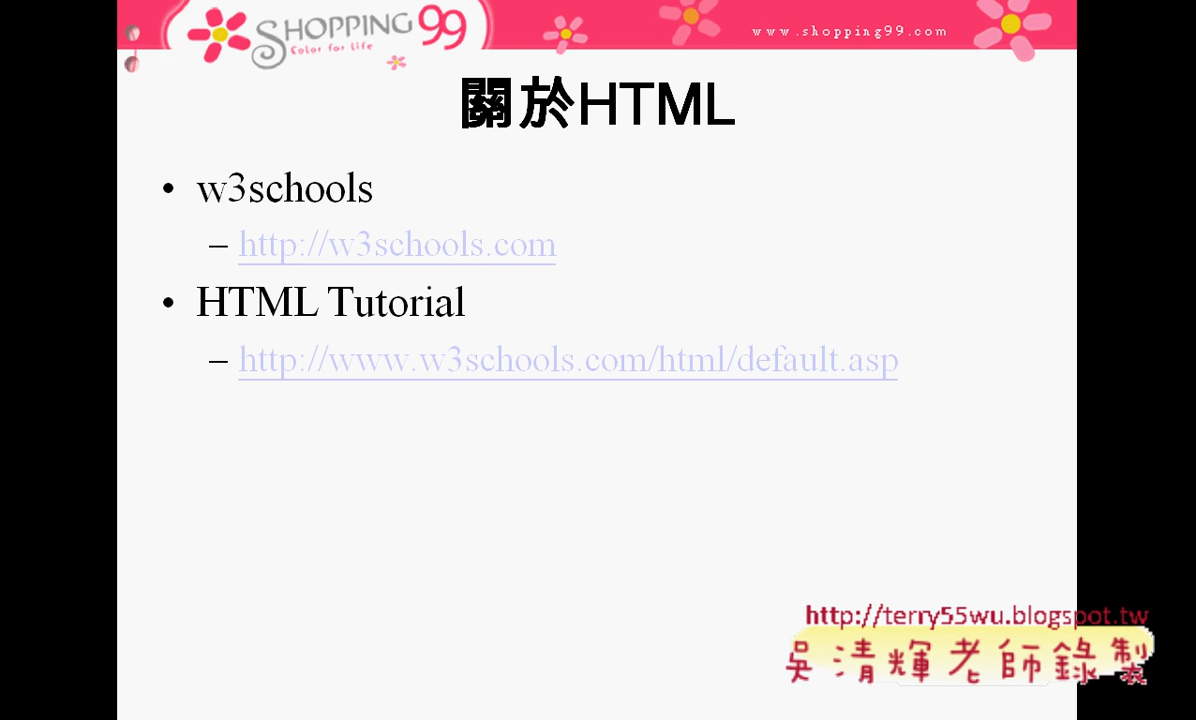 SHOPPING 99
Color for Life
www.shopping99.com
關於HTML
• w3schools
– http://w3schools.com
• HTML Tutorial
– http://www.w3schools.com/html/default.asp
http://terry55wu.blogspot.tw
吳清輝老師錄製